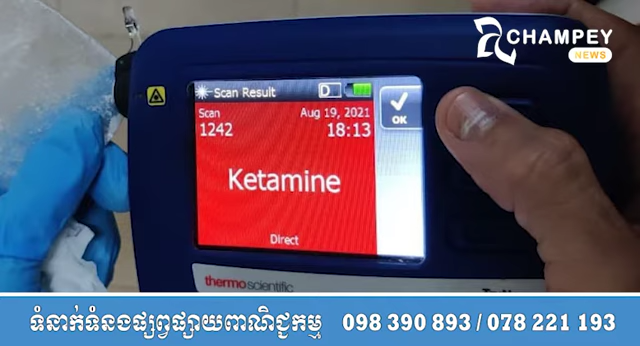 CHAMPEY
NEWS
Scan Result
D
Scan
Aug 19, 2021
1242
18:13
OK
Ketamine
Direct
thermoscientific
ទំនាក់ទំនងផ្សព្វផ្សាយពាណិជ្ជកម្ម 098 390 893 / 078 221 193